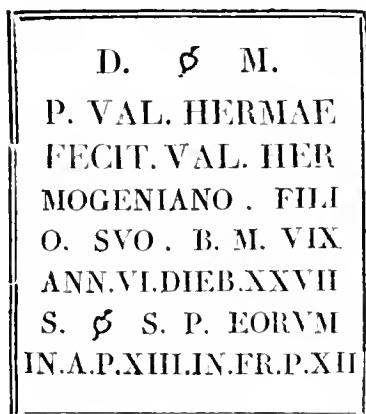 D. ❦ M.
P. VAL. HERMAE
FECIT. VAL. HER
MOGENIANO . FILI
O. SVO . B. M. VIX
ANN.VI.DIEB.XXVII
S. ❦ S. P. EORVM
IN.A.P.XIII.IN.FR.P.XII